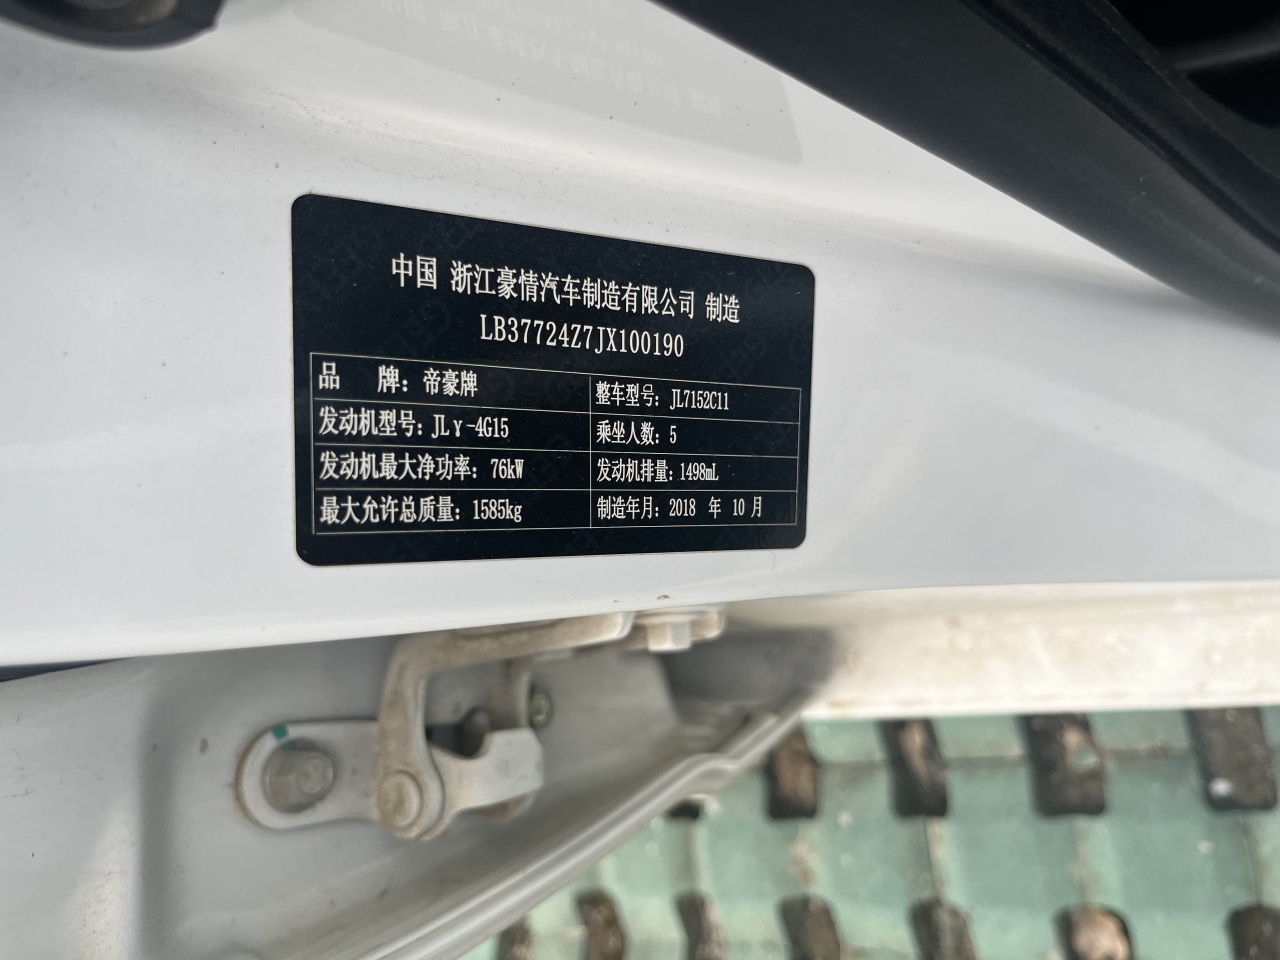 中国 浙江豪情汽车制造有限公司 制造
LB37724Z7JX100190
品 牌：帝豪牌 整车型号：JL7152C11
发动机型号：JLγ-4G15 乘坐人数：5
发动机最大净功率：76kW 发动机排量：1498mL
最大允许总质量：1585kg 制造年月：2018 年 10 月